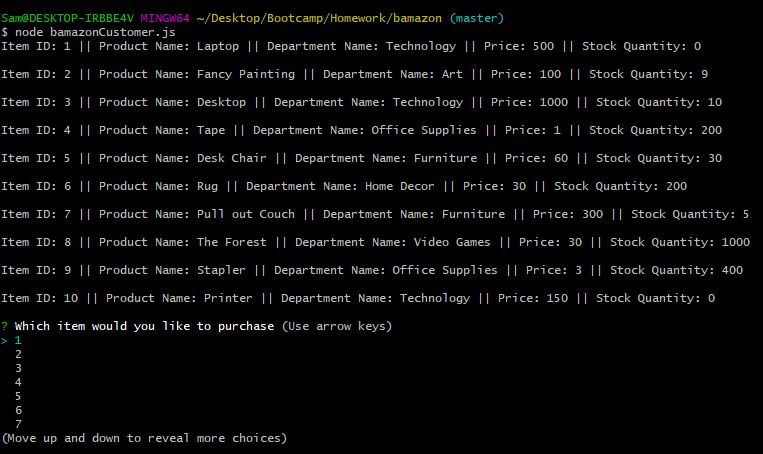 Sam@DESKTOP-IRBBE4V MINGW64 ~/Desktop/Bootcamp/Homework/bamazon (master)
$ node bamazonCustomer.js
Item ID: 1 || Product Name: Laptop || Department Name: Technology || Price: 500 || Stock Quantity: 0
Item ID: 2 || Product Name: Fancy Painting || Department Name: Art || Price: 100 || Stock Quantity: 9
Item ID: 3 || Product Name: Desktop || Department Name: Technology || Price: 1000 || Stock Quantity: 10
Item ID: 4 || Product Name: Tape || Department Name: Office Supplies || Price: 1 || Stock Quantity: 200
Item ID: 5 || Product Name: Desk Chair || Department Name: Furniture || Price: 60 || Stock Quantity: 30
Item ID: 6 || Product Name: Rug || Department Name: Home Decor || Price: 30 || Stock Quantity: 200
Item ID: 7 || Product Name: Pull out Couch || Department Name: Furniture || Price: 300 || Stock Quantity: 5
Item ID: 8 || Product Name: The Forest || Department Name: Video Games || Price: 30 || Stock Quantity: 1000
Item ID: 9 || Product Name: Stapler || Department Name: Office Supplies || Price: 3 || Stock Quantity: 400
Item ID: 10 || Product Name: Printer || Department Name: Technology || Price: 150 || Stock Quantity: 0
? Which item would you like to purchase (Use arrow keys)
> 1
2
3
4
5
6
7
(Move up and down to reveal more choices)